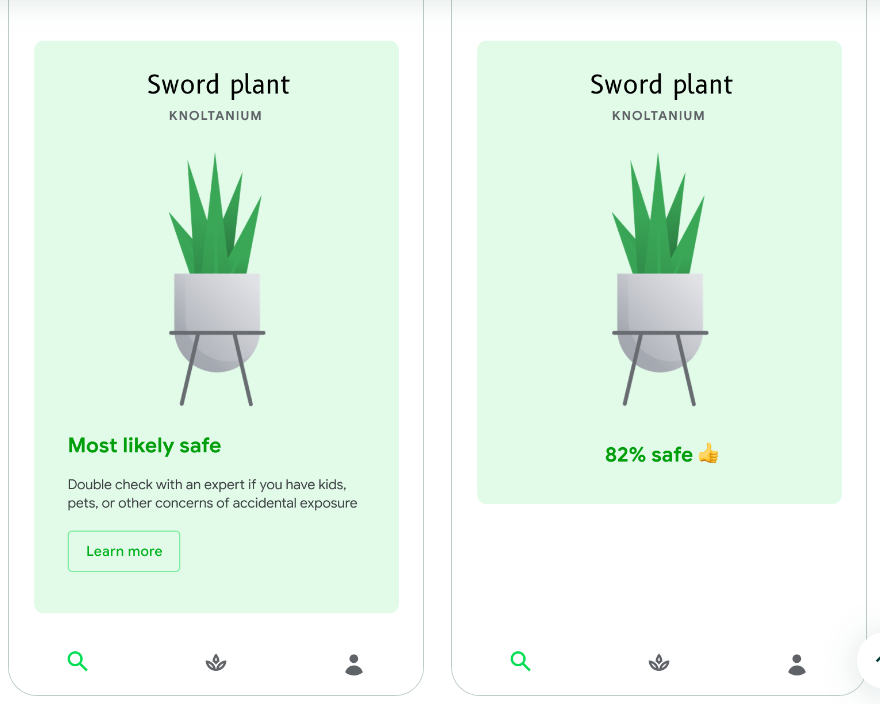 Sword plant
KNOLTANIUM
Most likely safe
Double check with an expert if you have kids,
pets, or other concerns of accidental exposure
Learn more
Sword plant
KNOLTANIUM
82% safe 👍